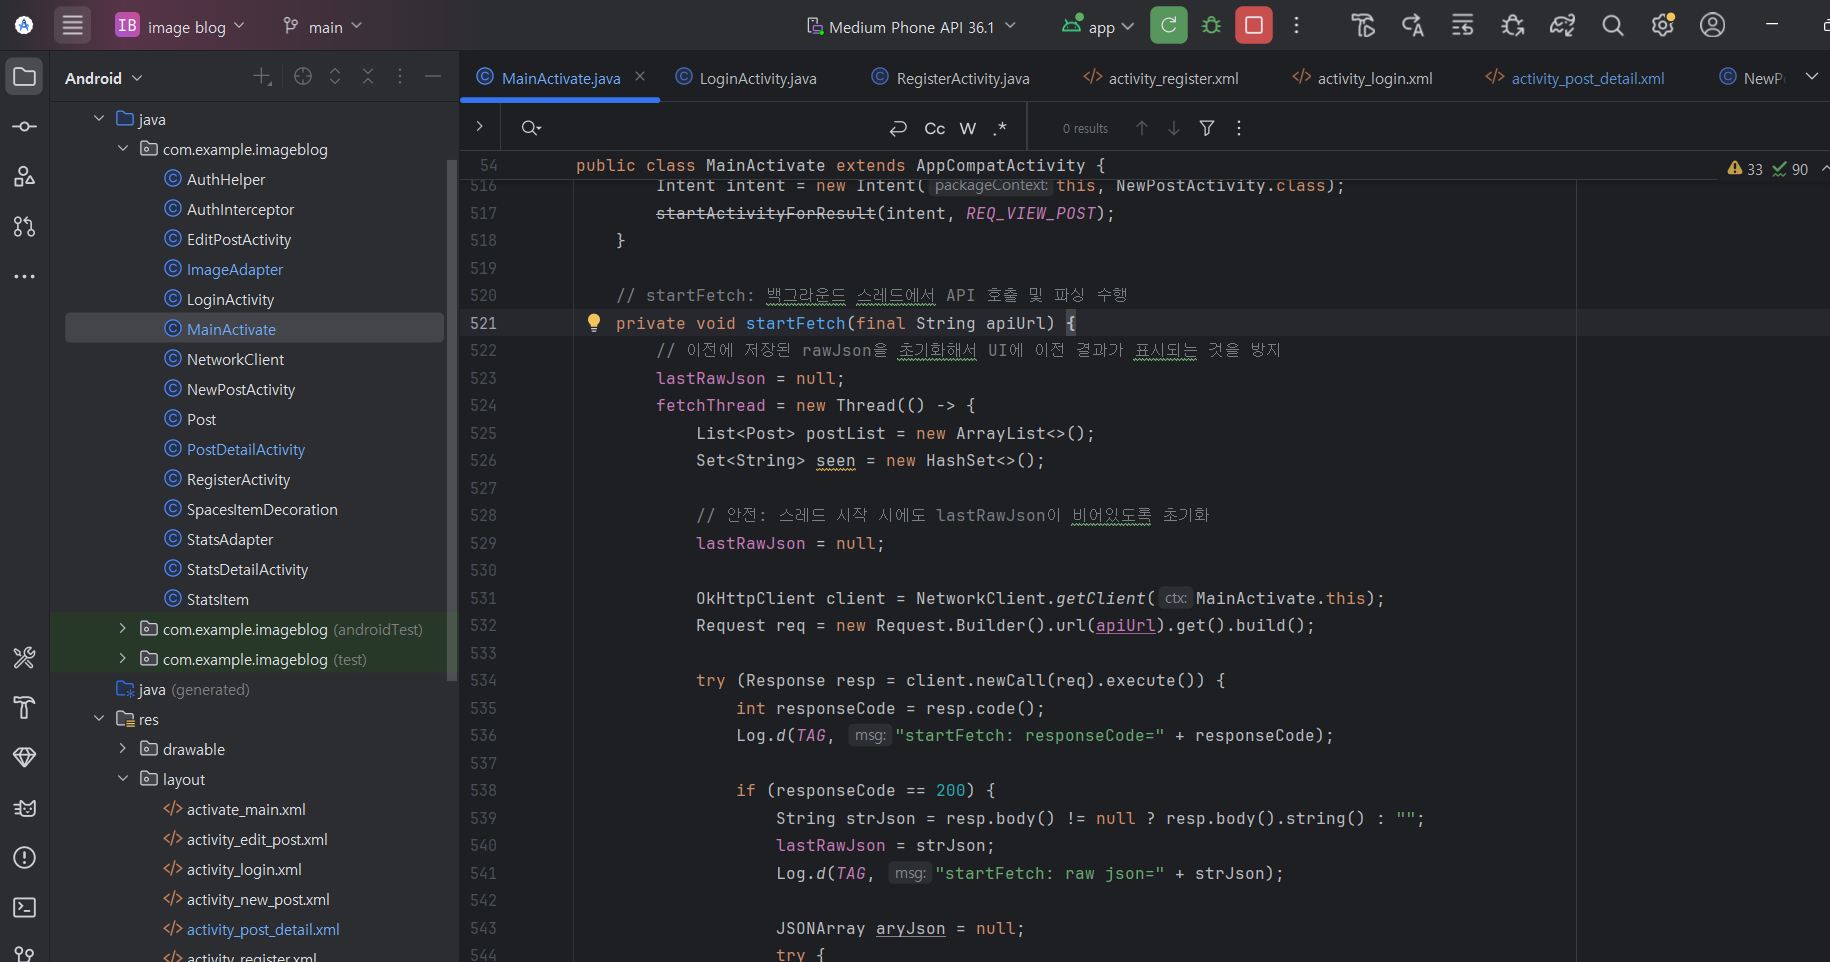 IB image blog main Medium Phone API 36.1 app
Android
MainActivate.java LoginActivity.java RegisterActivity.java activity_register.xml activity_login.xml activity_post_detail.xml
Cc W .* 0 results
java
com.example.imageblog
AuthHelper
AuthInterceptor
EditPostActivity
ImageAdapter
LoginActivity
MainActivate
NetworkClient
NewPostActivity
Post
PostDetailActivity
RegisterActivity
SpacesItemDecoration
StatsAdapter
StatsDetailActivity
StatsItem
com.example.imageblog (androidTest)
com.example.imageblog (test)
java (generated)
res
drawable
layout
activate_main.xml
activity_edit_post.xml
activity_login.xml
activity_new_post.xml
activity_post_detail.xml
activity_register.xml
54 public class MainActivate extends AppCompatActivity {
33 90
516 Intent intent = new Intent( packageContext: this, NewPostActivity.class);
517 startActivityForResult(intent, REQ_VIEW_POST);
518 }
519
520 // startFetch: 백그라운드 스레드에서 API 호출 및 파싱 수행
521 private void startFetch(final String apiUrl) {
522 // 이전에 저장된 rawJson을 초기화해서 UI에 이전 결과가 표시되는 것을 방지
523 lastRawJson = null;
524 fetchThread = new Thread(() -> {
525 List<Post> postList = new ArrayList<>();
526 Set<String> seen = new HashSet<>();
527
528 // 안전: 스레드 시작 시에도 lastRawJson이 비어있도록 초기화
529 lastRawJson = null;
530
531 OkHttpClient client = NetworkClient.getClient( ctx: MainActivate.this);
532 Request req = new Request.Builder().url(apiUrl).get().build();
533
534 try (Response resp = client.newCall(req).execute()) {
535 int responseCode = resp.code();
536 Log.d(TAG, msg: "startFetch: responseCode=" + responseCode);
537
538 if (responseCode == 200) {
539 String strJson = resp.body() != null ? resp.body().string() : "";
540 lastRawJson = strJson;
541 Log.d(TAG, msg: "startFetch: raw json=" + strJson);
542
543 JSONArray aryJson = null;
544 try {